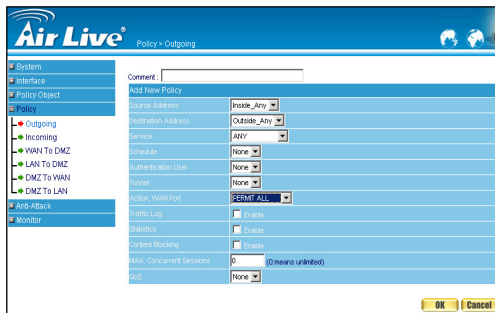 Air Live®
Policy > Outgoing
System
Interface
Policy Object
Policy
Outgoing
Incoming
WAN To DMZ
LAN To DMZ
DMZ To WAN
DMZ To LAN
Anti-Attack
Monitor
Comment :
Add New Policy
Source Address Inside_Any
Destination Address Outside_Any
Service ANY
Schedule None
Authentication User None
Tunnel None
Action, WAN Port PERMIT ALL
Traffic Log Enable
Statistics Enable
Content Blocking Enable
MAX. Concurrent Sessions 0 (0:means unlimited)
QoS None
OK Cancel